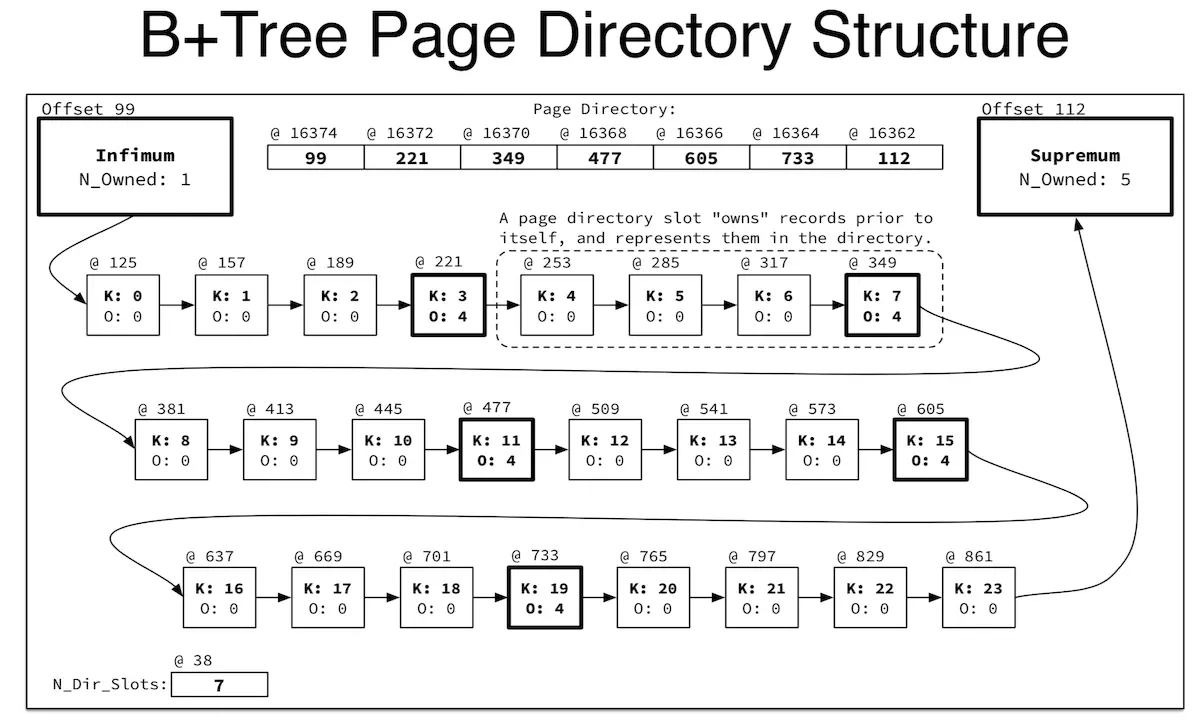 B+Tree Page Directory Structure
Offset 99
Infimum
N_Owned: 1
Page Directory:
@ 16374 @ 16372 @ 16370 @ 16368 @ 16366 @ 16364 @ 16362
99 221 349 477 605 733 112
Offset 112
Supremum
N_Owned: 5
A page directory slot "owns" records prior to
itself, and represents them in the directory.
@ 125 @ 157 @ 189 @ 221 @ 253 @ 285 @ 317 @ 349
K: 0 K: 1 K: 2 K: 3 K: 4 K: 5 K: 6 K: 7
O: 0 O: 0 O: 0 O: 4 O: 0 O: 0 O: 0 O: 4
@ 381 @ 413 @ 445 @ 477 @ 509 @ 541 @ 573 @ 605
K: 8 K: 9 K: 10 K: 11 K: 12 K: 13 K: 14 K: 15
O: 0 O: 0 O: 0 O: 4 O: 0 O: 0 O: 0 O: 4
@ 637 @ 669 @ 701 @ 733 @ 765 @ 797 @ 829 @ 861
K: 16 K: 17 K: 18 K: 19 K: 20 K: 21 K: 22 K: 23
O: 0 O: 0 O: 0 O: 4 O: 0 O: 0 O: 0 O: 0
@ 38
N_Dir_Slots: 7